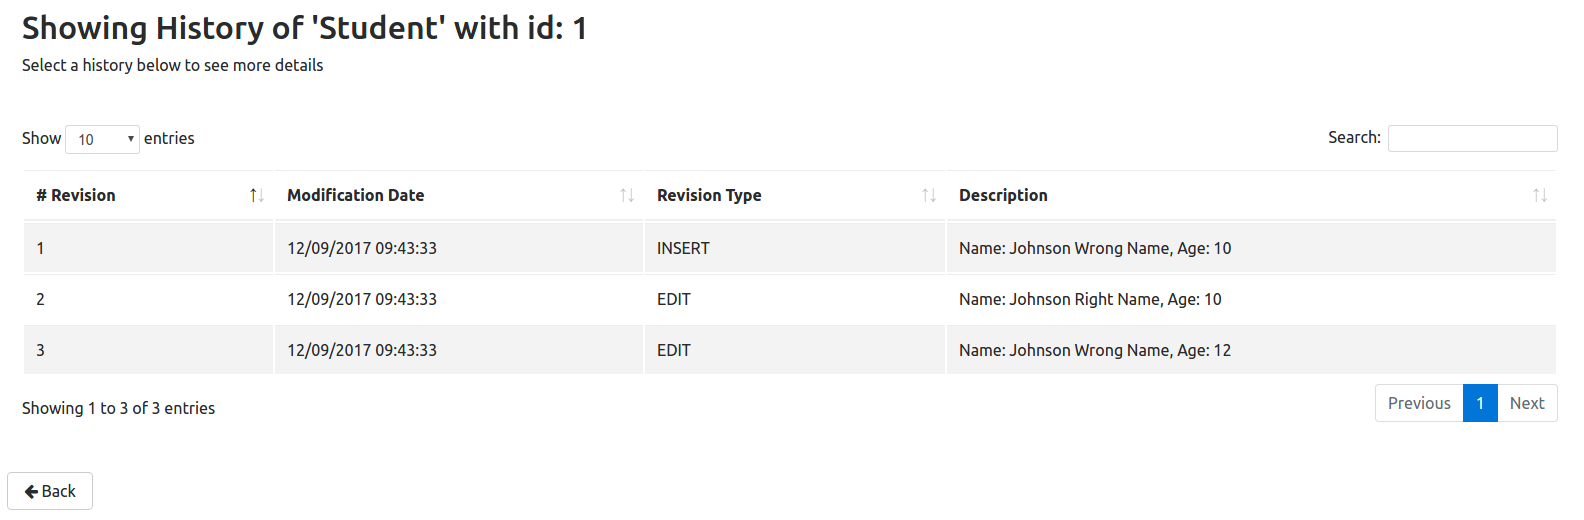 Showing History of 'Student' with id: 1
Select a history below to see more details
Show 10 entries Search:
# Revision Modification Date Revision Type Description
1 12/09/2017 09:43:33 INSERT Name: Johnson Wrong Name, Age: 10
2 12/09/2017 09:43:33 EDIT Name: Johnson Right Name, Age: 10
3 12/09/2017 09:43:33 EDIT Name: Johnson Wrong Name, Age: 12
Showing 1 to 3 of 3 entries Previous 1 Next
Back